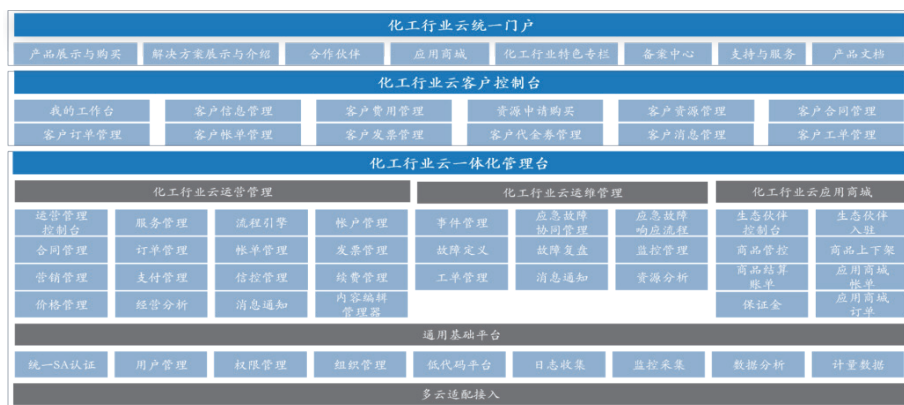 化工行业云统一门户
产品展示与购买 解决方案展示与介绍 合作伙伴 应用商城 化工行业特色专栏 备案中心 支持与服务 产品文档
化工行业云客户控制台
我的工作台 客户信息管理 客户费用管理 资源申请购买 客户资源管理 客户合同管理
客户订单管理 客户帐单管理 客户发票管理 客户代金券管理 客户消息管理 客户工单管理
化工行业云一体化管理台
化工行业云运营管理 化工行业云运维管理 化工行业云应用商城
运营管理控制台 服务管理 流程引擎 帐户管理 事件管理 应急故障协同管理 应急故障响应流程 生态伙伴控制台 生态伙伴入驻
合同管理 订单管理 帐单管理 发票管理 故障定义 故障复盘 监控管理 商品管控 商品上下架
营销管理 支付管理 信控管理 续费管理 工单管理 消息通知 资源分析 商品结算账单 应用商城帐单
价格管理 经营分析 消息通知 内容编辑管理器 保证金 应用商城订单
通用基础平台
统一SA认证 用户管理 权限管理 组织管理 低代码平台 日志收集 监控采集 数据分析 计量数据
多云适配接入